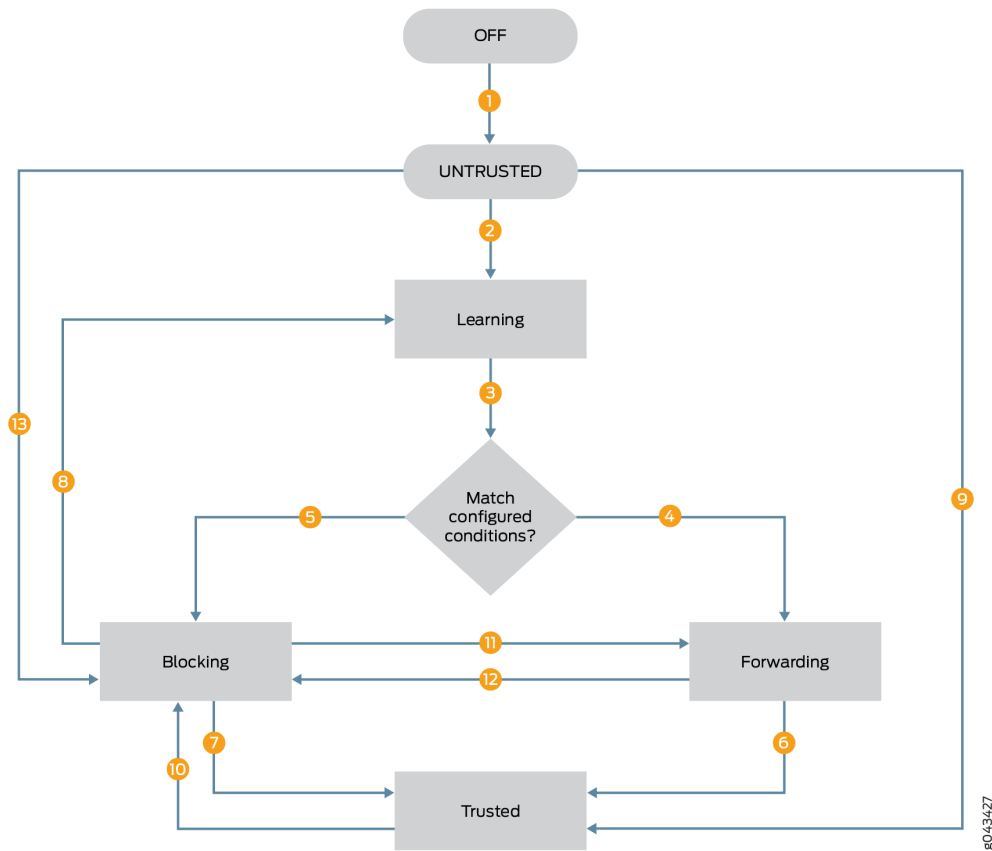 OFF
1
UNTRUSTED
2
Learning
3
13
8
9
Match
configured
conditions?
5
4
11
Blocking
Forwarding
12
7
6
10
Trusted
g043427